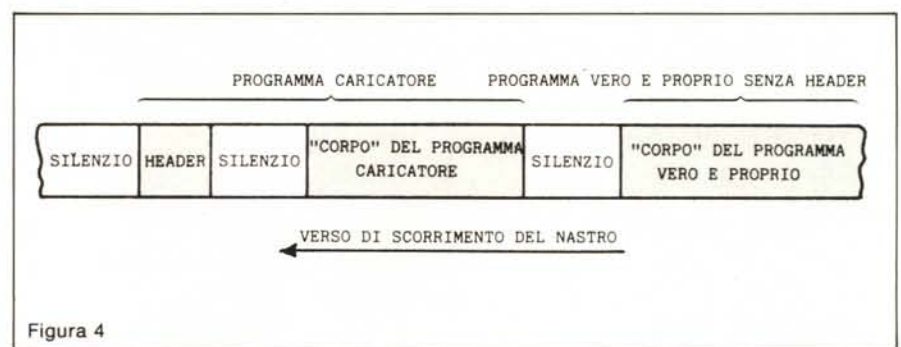 PROGRAMMA CARICATORE PROGRAMMA VERO E PROPRIO SENZA HEADER
SILENZIO HEADER SILENZIO "CORPO" DEL PROGRAMMA CARICATORE SILENZIO "CORPO" DEL PROGRAMMA VERO E PROPRIO
VERSO DI SCORRIMENTO DEL NASTRO
Figura 4